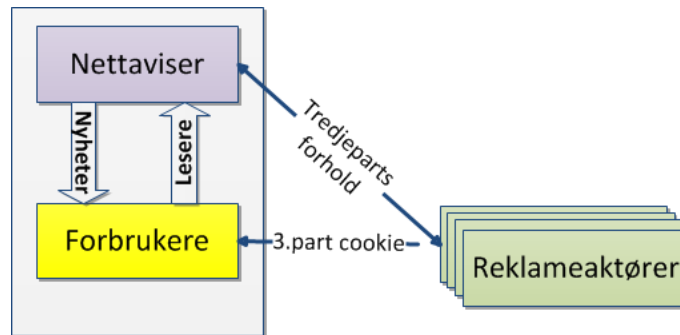 Nettaviser
Nyheter
Lesere
Tredjeparts
forhold
Forbrukere
3.part cookie
Reklameaktører